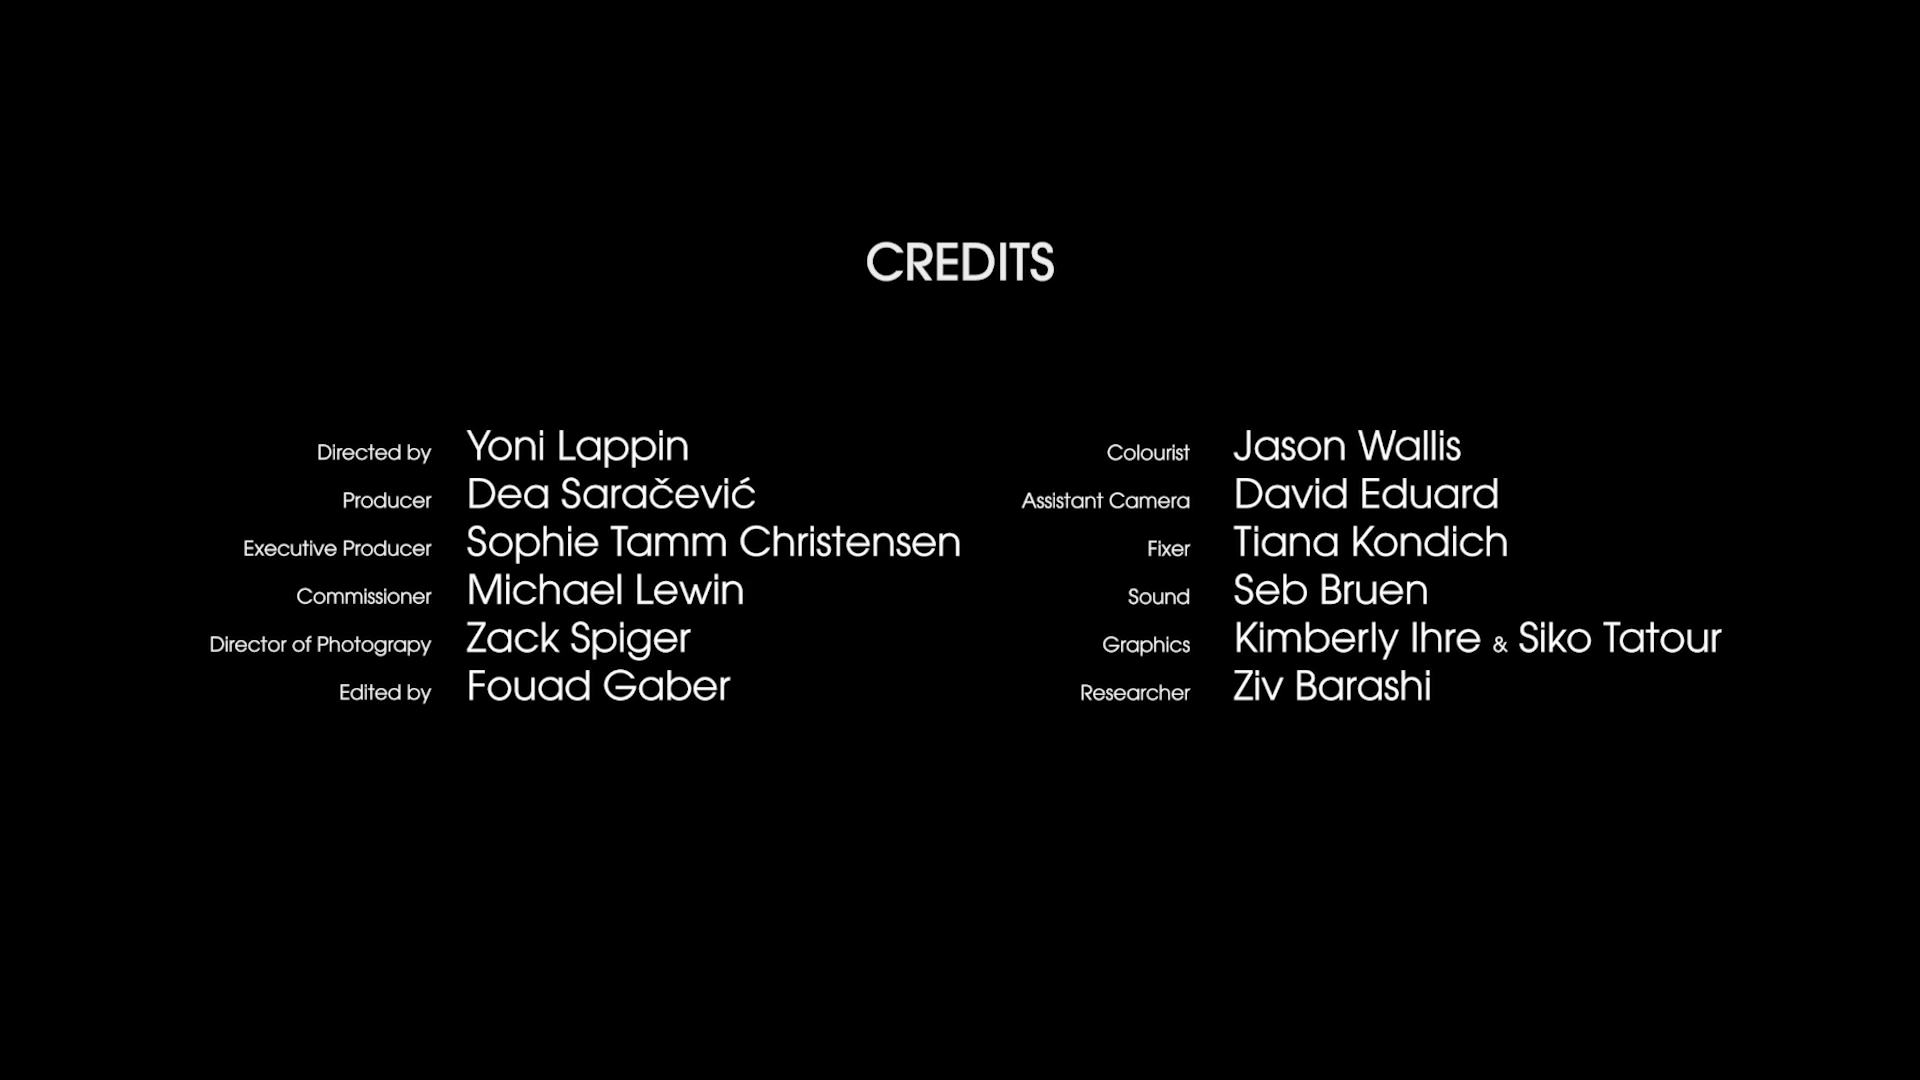 CREDITS
Directed by Yoni Lappin
Producer Dea Saračević
Executive Producer Sophie Tamm Christensen
Commissioner Michael Lewin
Director of Photograpy Zack Spiger
Edited by Fouad Gaber
Colourist Jason Wallis
Assistant Camera David Eduard
Fixer Tiana Kondich
Sound Seb Bruen
Graphics Kimberly Ihre & Siko Tatour
Researcher Ziv Barashi